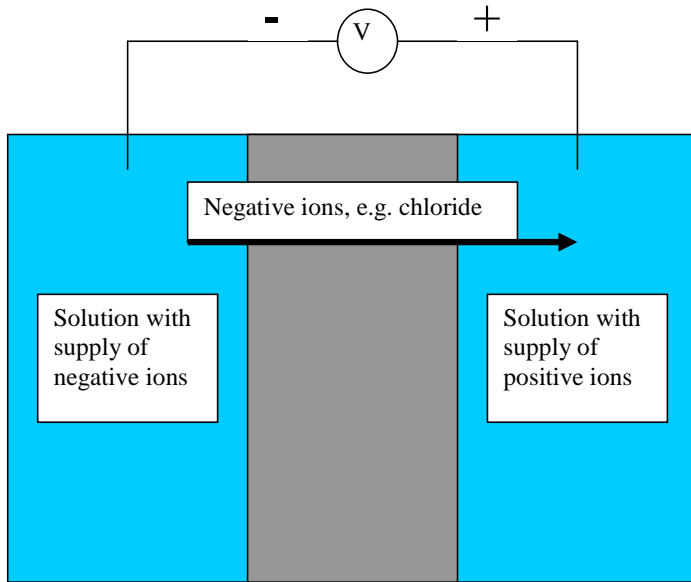 - V +
Negative ions, e.g. chloride
Solution with
supply of
negative ions
Solution with
supply of
positive ions